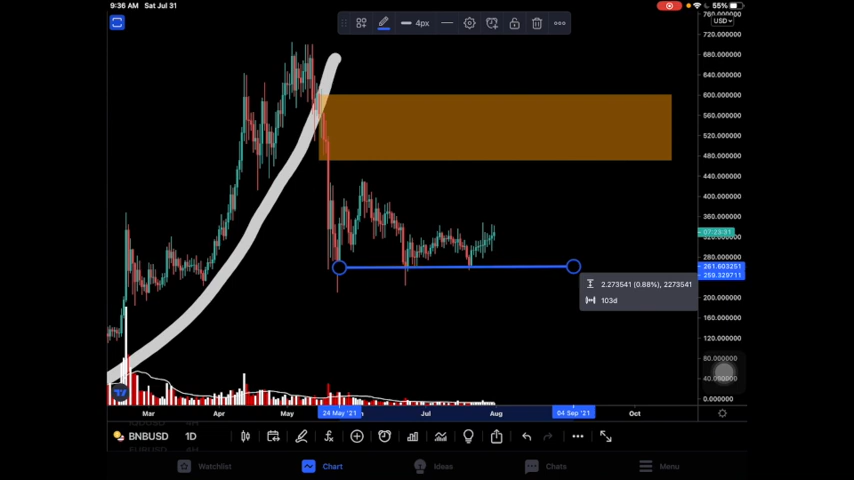 9:36 AM Sat Jul 31
55%
4px
USD
760.000000
720.000000
680.000000
640.000000
600.000000
560.000000
520.000000
480.000000
440.000000
400.000000
360.000000
07:23:31
320.000000
280.000000
261.603251
259.329711
200.000000
160.000000
120.000000
80.000000
40.000000
0.000000
2.273541 (0.88%), 2273541
103d
Mar Apr May 24 May '21 Jul Aug 04 Sep '21 Oct
BNBUSD 1D
Watchlist Chart Ideas Chats Menu